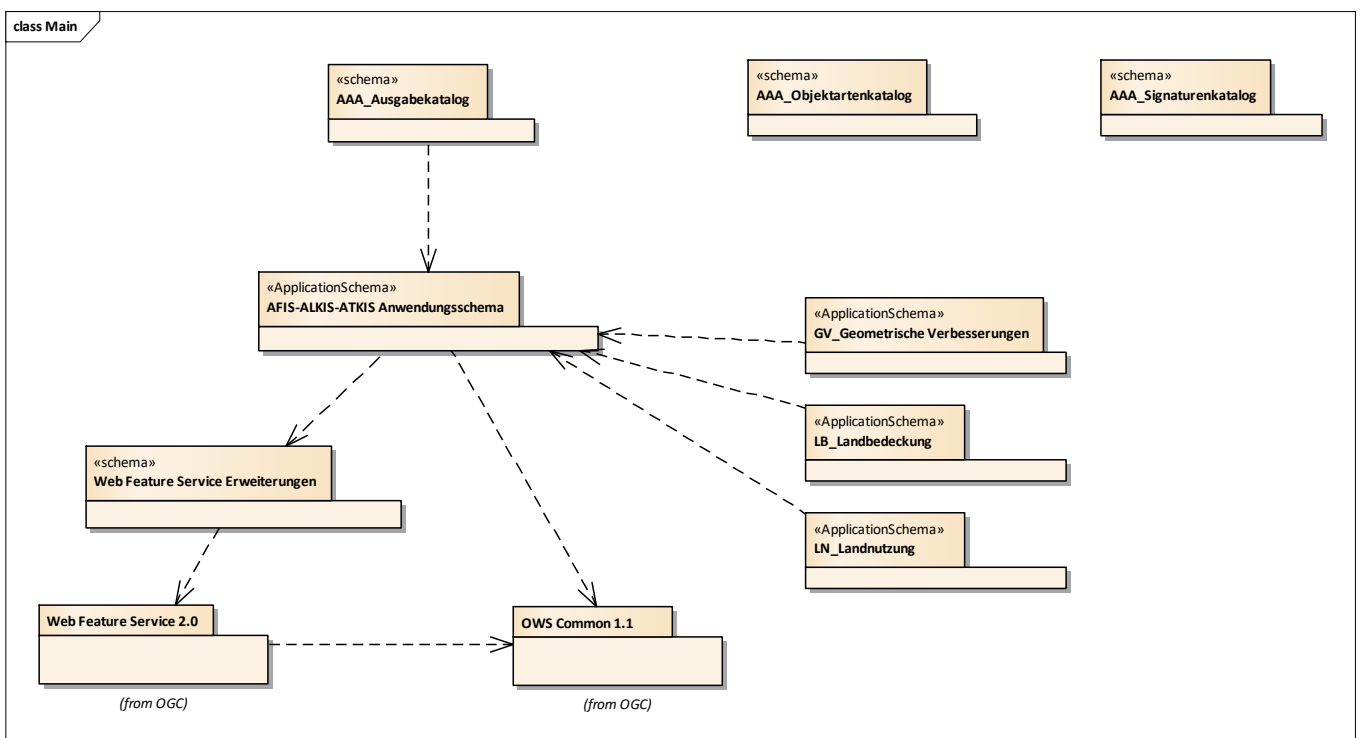 class Main
«schema»
AAA_Ausgabekatalog
«schema»
AAA_Objektartenkatalog
«schema»
AAA_Signaturenkatalog
«ApplicationSchema»
AFIS-ALKIS-ATKIS Anwendungsschema
«ApplicationSchema»
GV_Geometrische Verbesserungen
«ApplicationSchema»
LB_Landbedeckung
«schema»
Web Feature Service Erweiterungen
«ApplicationSchema»
LN_Landnutzung
Web Feature Service 2.0
OWS Common 1.1
(from OGC)
(from OGC)